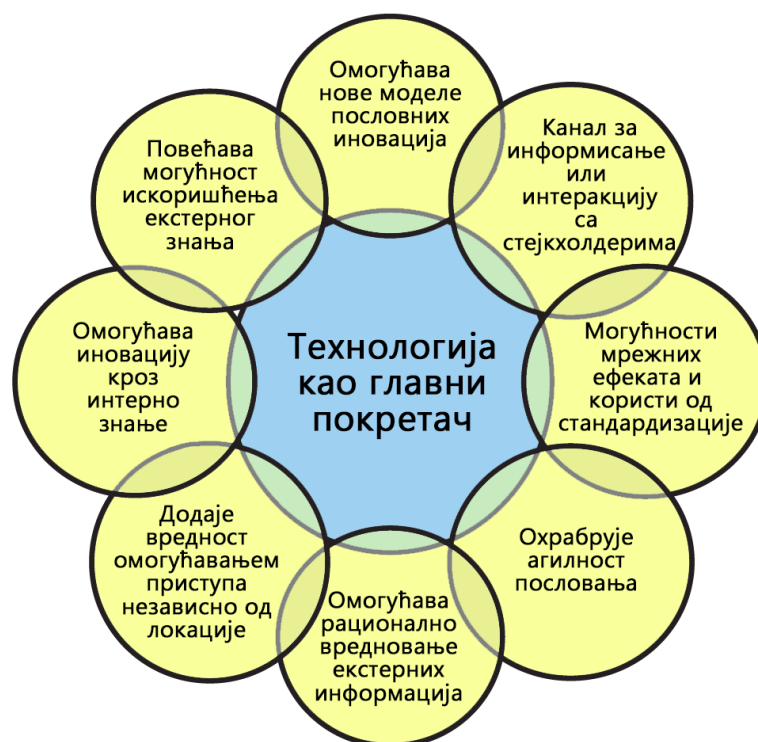 Омогућава
нове моделе
пословних
иновација
Канал за
информисање
или
интеракцију
са
стејкхолдерима
Могућности
мрежних
ефеката и
користи од
стандардизације
Охрабрује
агилност
пословања
Омогућава
рационално
вредновање
екстерних
информација
Додаје
вредност
омогућавањем
приступа
независно од
локације
Омогућава
иновацију
кроз
интерно
знање
Повећава
могућност
искоришћења
екстерног
знања
Технологија
као главни
покретач